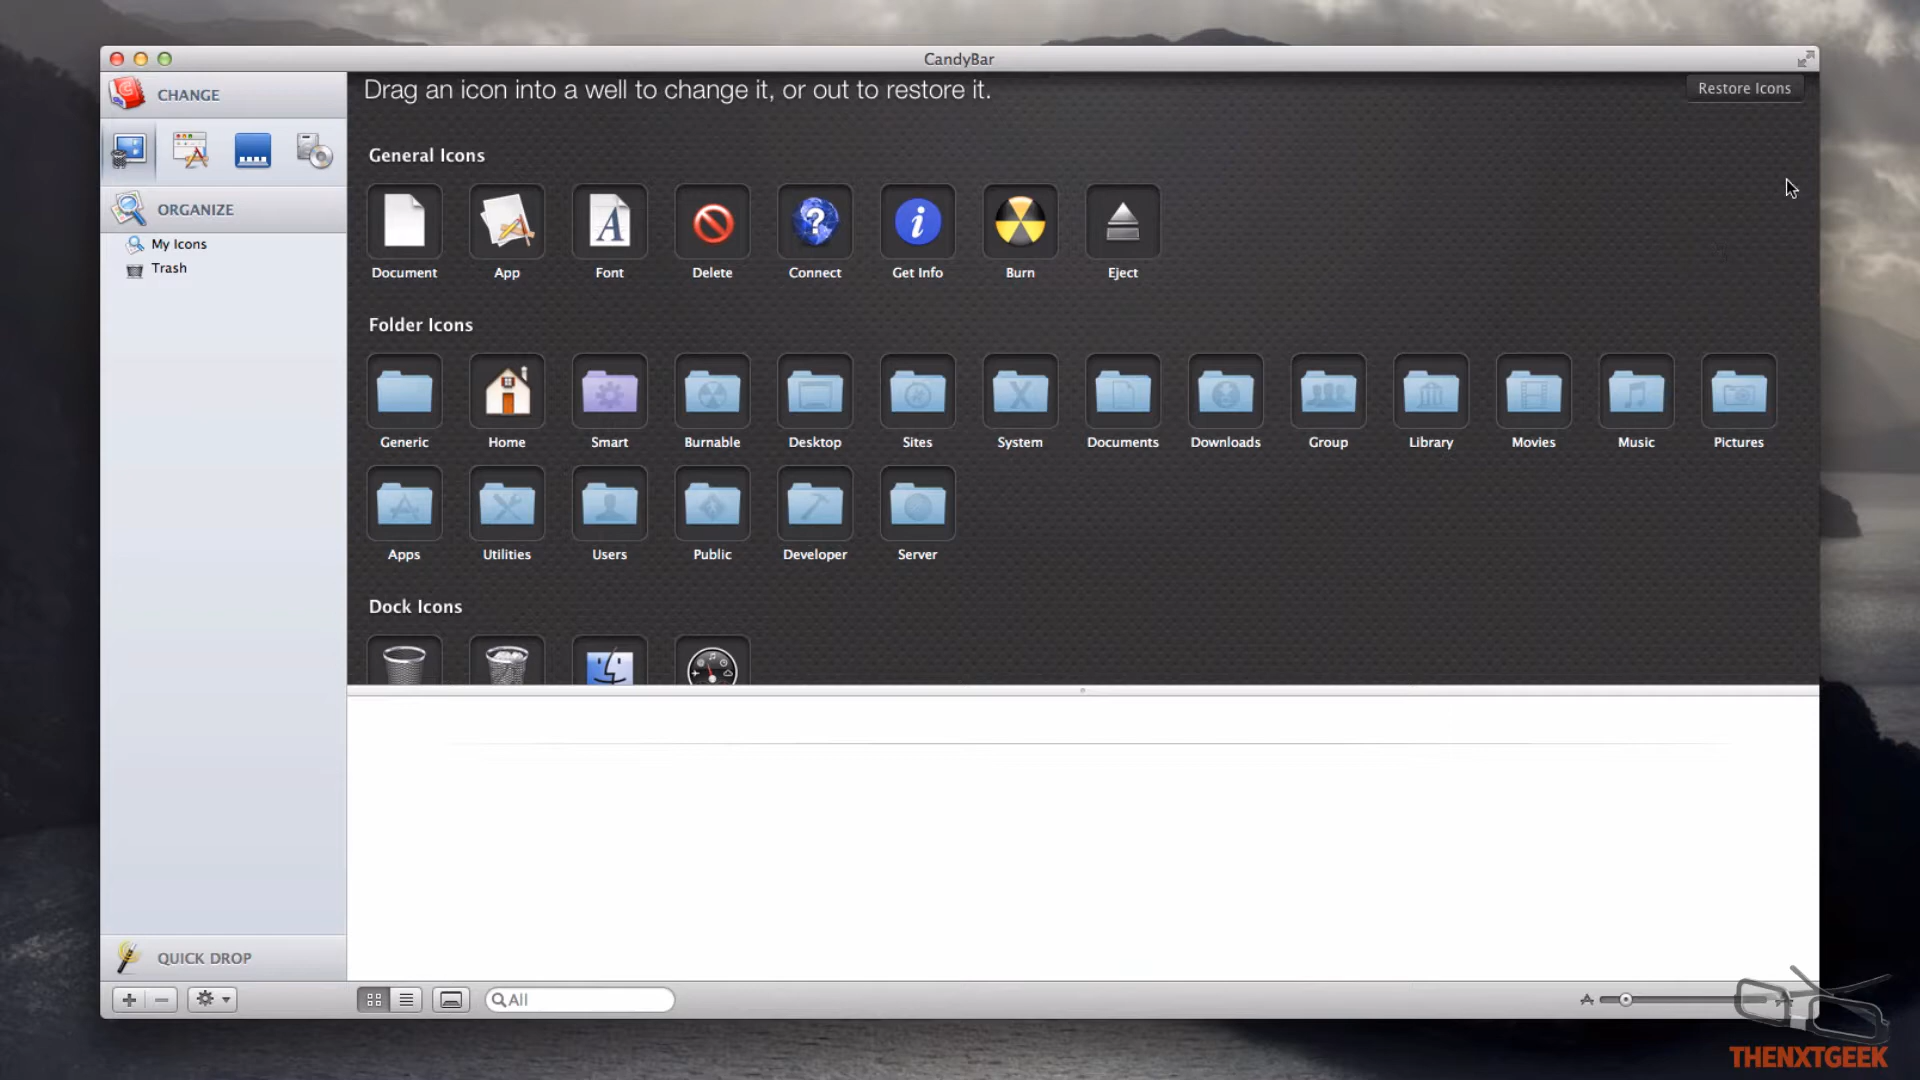 CandyBar
CHANGE
Drag an icon into a well to change it, or out to restore it.
Restore Icons
General Icons
Document App Font Delete Connect Get Info Burn Eject
ORGANIZE
My Icons
Trash
Folder Icons
Generic Home Smart Burnable Desktop Sites System Documents Downloads Group Library Movies Music Pictures
Apps Utilities Users Public Developer Server
Dock Icons
QUICK DROP
All
THENXTGEEK